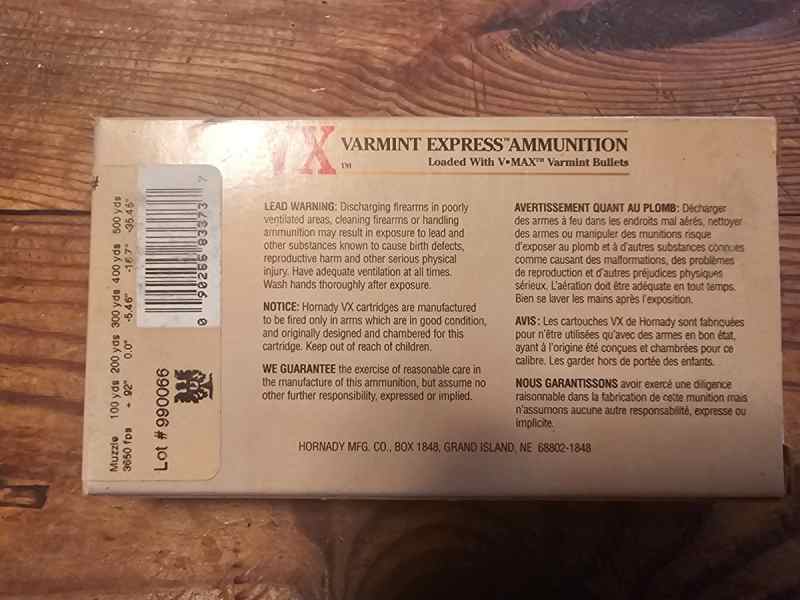 VX VARMINT EXPRESS™ AMMUNITION
TM Loaded With V•MAX™ Varmint Bullets
LEAD WARNING: Discharging firearms in poorly
ventilated areas, cleaning firearms or handling
ammunition may result in exposure to lead and
other substances known to cause birth defects,
reproductive harm and other serious physical
injury. Have adequate ventilation at all times.
Wash hands thoroughly after exposure.
NOTICE: Hornady VX cartridges are manufactured
to be fired only in arms which are in good condition,
and originally designed and chambered for this
cartridge. Keep out of reach of children.
WE GUARANTEE the exercise of reasonable care in
the manufacture of this ammunition, but assume no
other further responsibility, expressed or implied.
AVERTISSEMENT QUANT AU PLOMB: Décharger
des armes à feu dans les endroits mal aérés, nettoyer
des armes ou manipuler des munitions risque
d'exposer au plomb et à d'autres substances connues
comme causant des malformations, des problèmes
de reproduction et d'autres préjudices physiques
sérieux. L'aération doit être adéquate en tout temps.
Bien se laver les mains après l'exposition.
AVIS: Les cartouches VX de Hornady sont fabriquées
pour n'être utilisées qu'avec des armes en bon état,
ayant à l'origine été conçues et chambrées pour ce
calibre. Les garder hors de portée des enfants.
NOUS GARANTISSONS avoir exercé une diligence
raisonnable dans la fabrication de cette munition mais
n'assumons aucune autre responsabilité, expresse ou
implicite.
HORNADY MFG. CO., BOX 1848, GRAND ISLAND, NE 68802-1848
#
Muzzle 100 yds 200 yds 300 yds 400 yds 500 yds
3650 fps + .92" 0.0" -5.46" -16.7" -35.45"
Lot # 990066
0 90255 83373 7